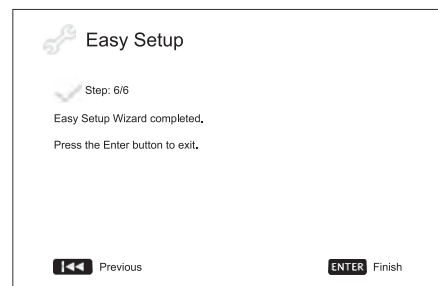 Easy Setup
Step: 6/6
Easy Setup Wizard completed.
Press the Enter button to exit.
Previous
ENTER Finish